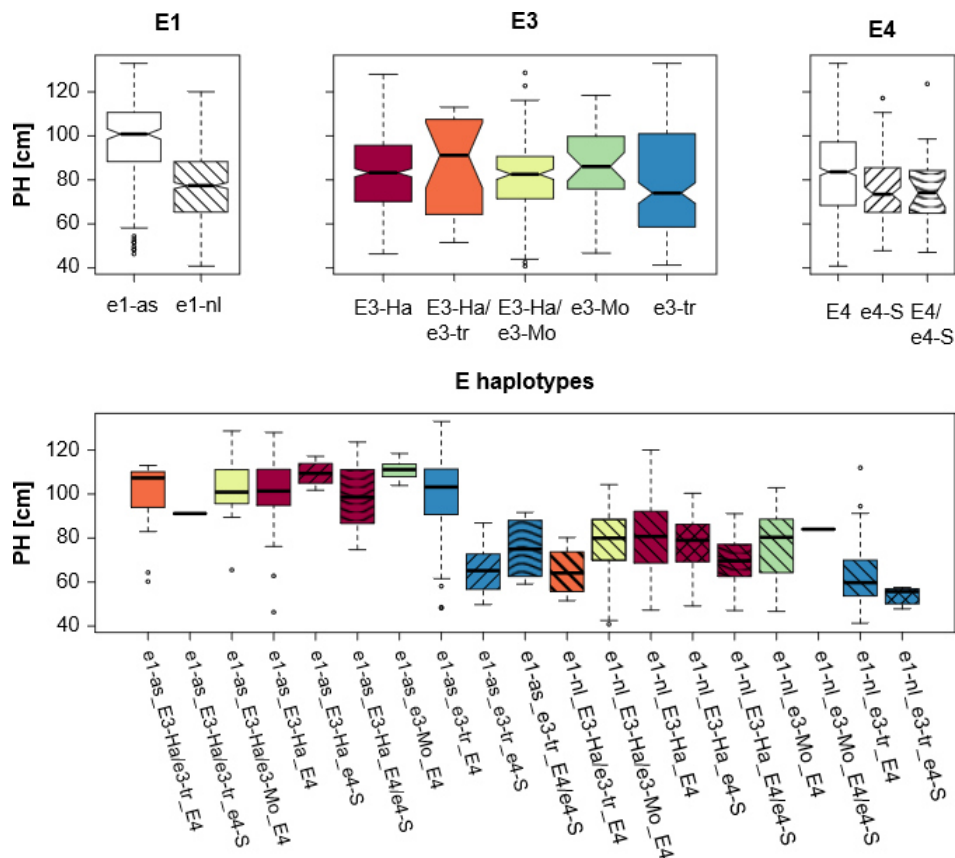 E1
E3
E4
PH [cm]
120
100
80
60
40
e1-as
e1-nl
E3-Ha
E3-Ha/
e3-tr
E3-Ha/
e3-Mo
e3-Mo
e3-tr
E4
e4-S
E4/
e4-S
E haplotypes
PH [cm]
120
100
80
60
40
e1-as_E3-Ha/e3-tr_E4
e1-as_E3-Ha/e3-tr_e4-S
e1-as_E3-Ha/e3-Mo_E4
e1-as_E3-Ha_E4
e1-as_E3-Ha_e4-S
e1-as_E3-Ha_E4/e4-S
e1-as_e3-Mo_E4
e1-as_e3-tr_E4
e1-as_e3-tr_e4-S
e1-as_e3-tr_E4/e4-S
e1-nl_E3-Ha/e3-tr_E4
e1-nl_E3-Ha/e3-Mo_E4
e1-nl_E3-Ha_E4
e1-nl_E3-Ha_e4-S
e1-nl_E3-Ha_E4/e4-S
e1-nl_e3-Mo_E4
e1-nl_e3-Mo_E4/e4-S
e1-nl_e3-tr_E4
e1-nl_e3-tr_e4-S